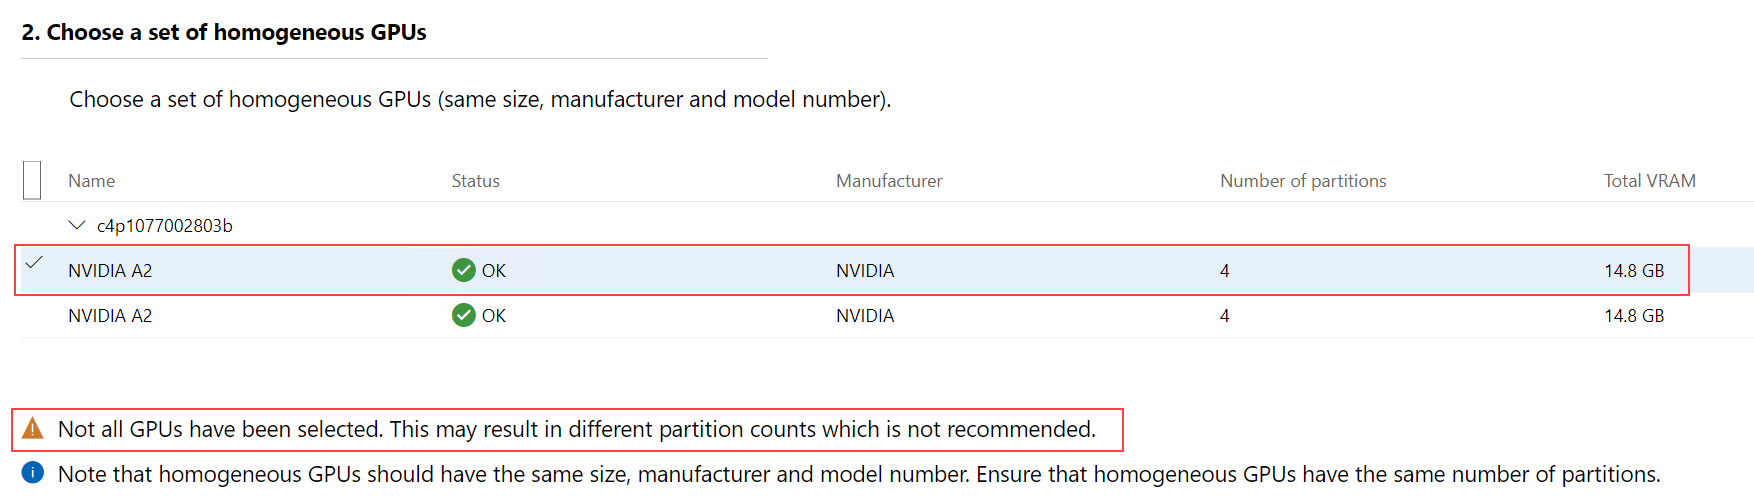 2. Choose a set of homogeneous GPUs
Choose a set of homogeneous GPUs (same size, manufacturer and model number).
Name Status Manufacturer Number of partitions Total VRAM
c4p1077002803b
NVIDIA A2 OK NVIDIA 4 14.8 GB
NVIDIA A2 OK NVIDIA 4 14.8 GB
Not all GPUs have been selected. This may result in different partition counts which is not recommended.
Note that homogeneous GPUs should have the same size, manufacturer and model number. Ensure that homogeneous GPUs have the same number of partitions.